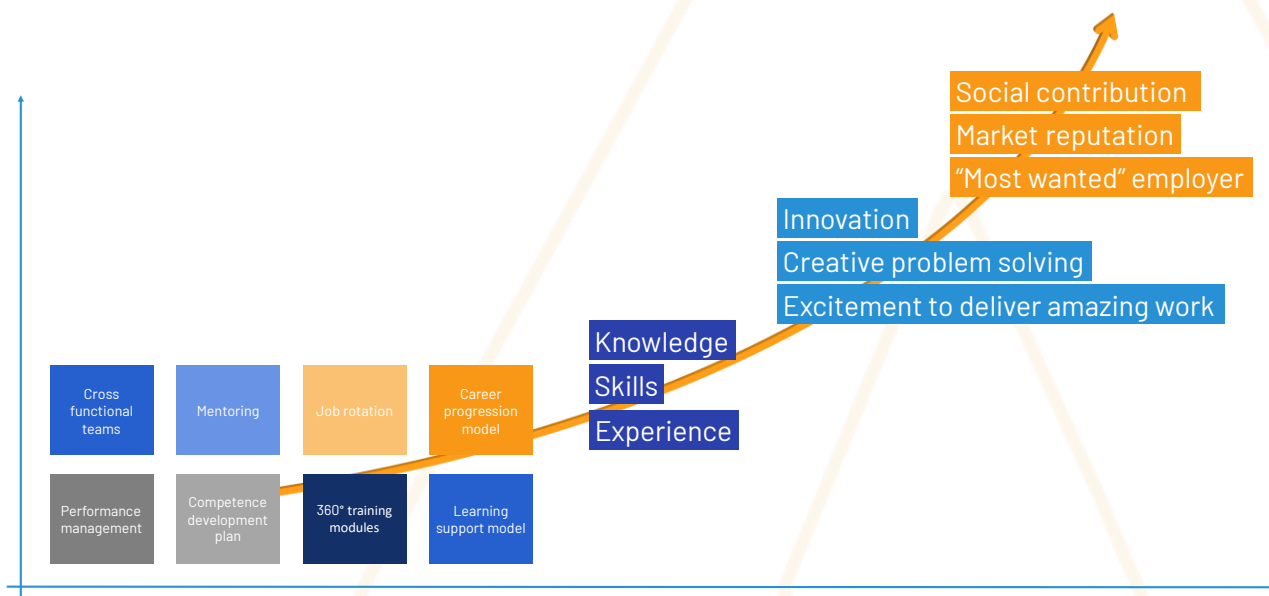 Social contribution
Market reputation
“Most wanted” employer
Innovation
Creative problem solving
Excitement to deliver amazing work
Knowledge
Skills
Experience
Cross
functional
teams
Mentoring
Job rotation
Career
progression
model
Performance
management
Competence
development
plan
360° training
modules
Learning
support model